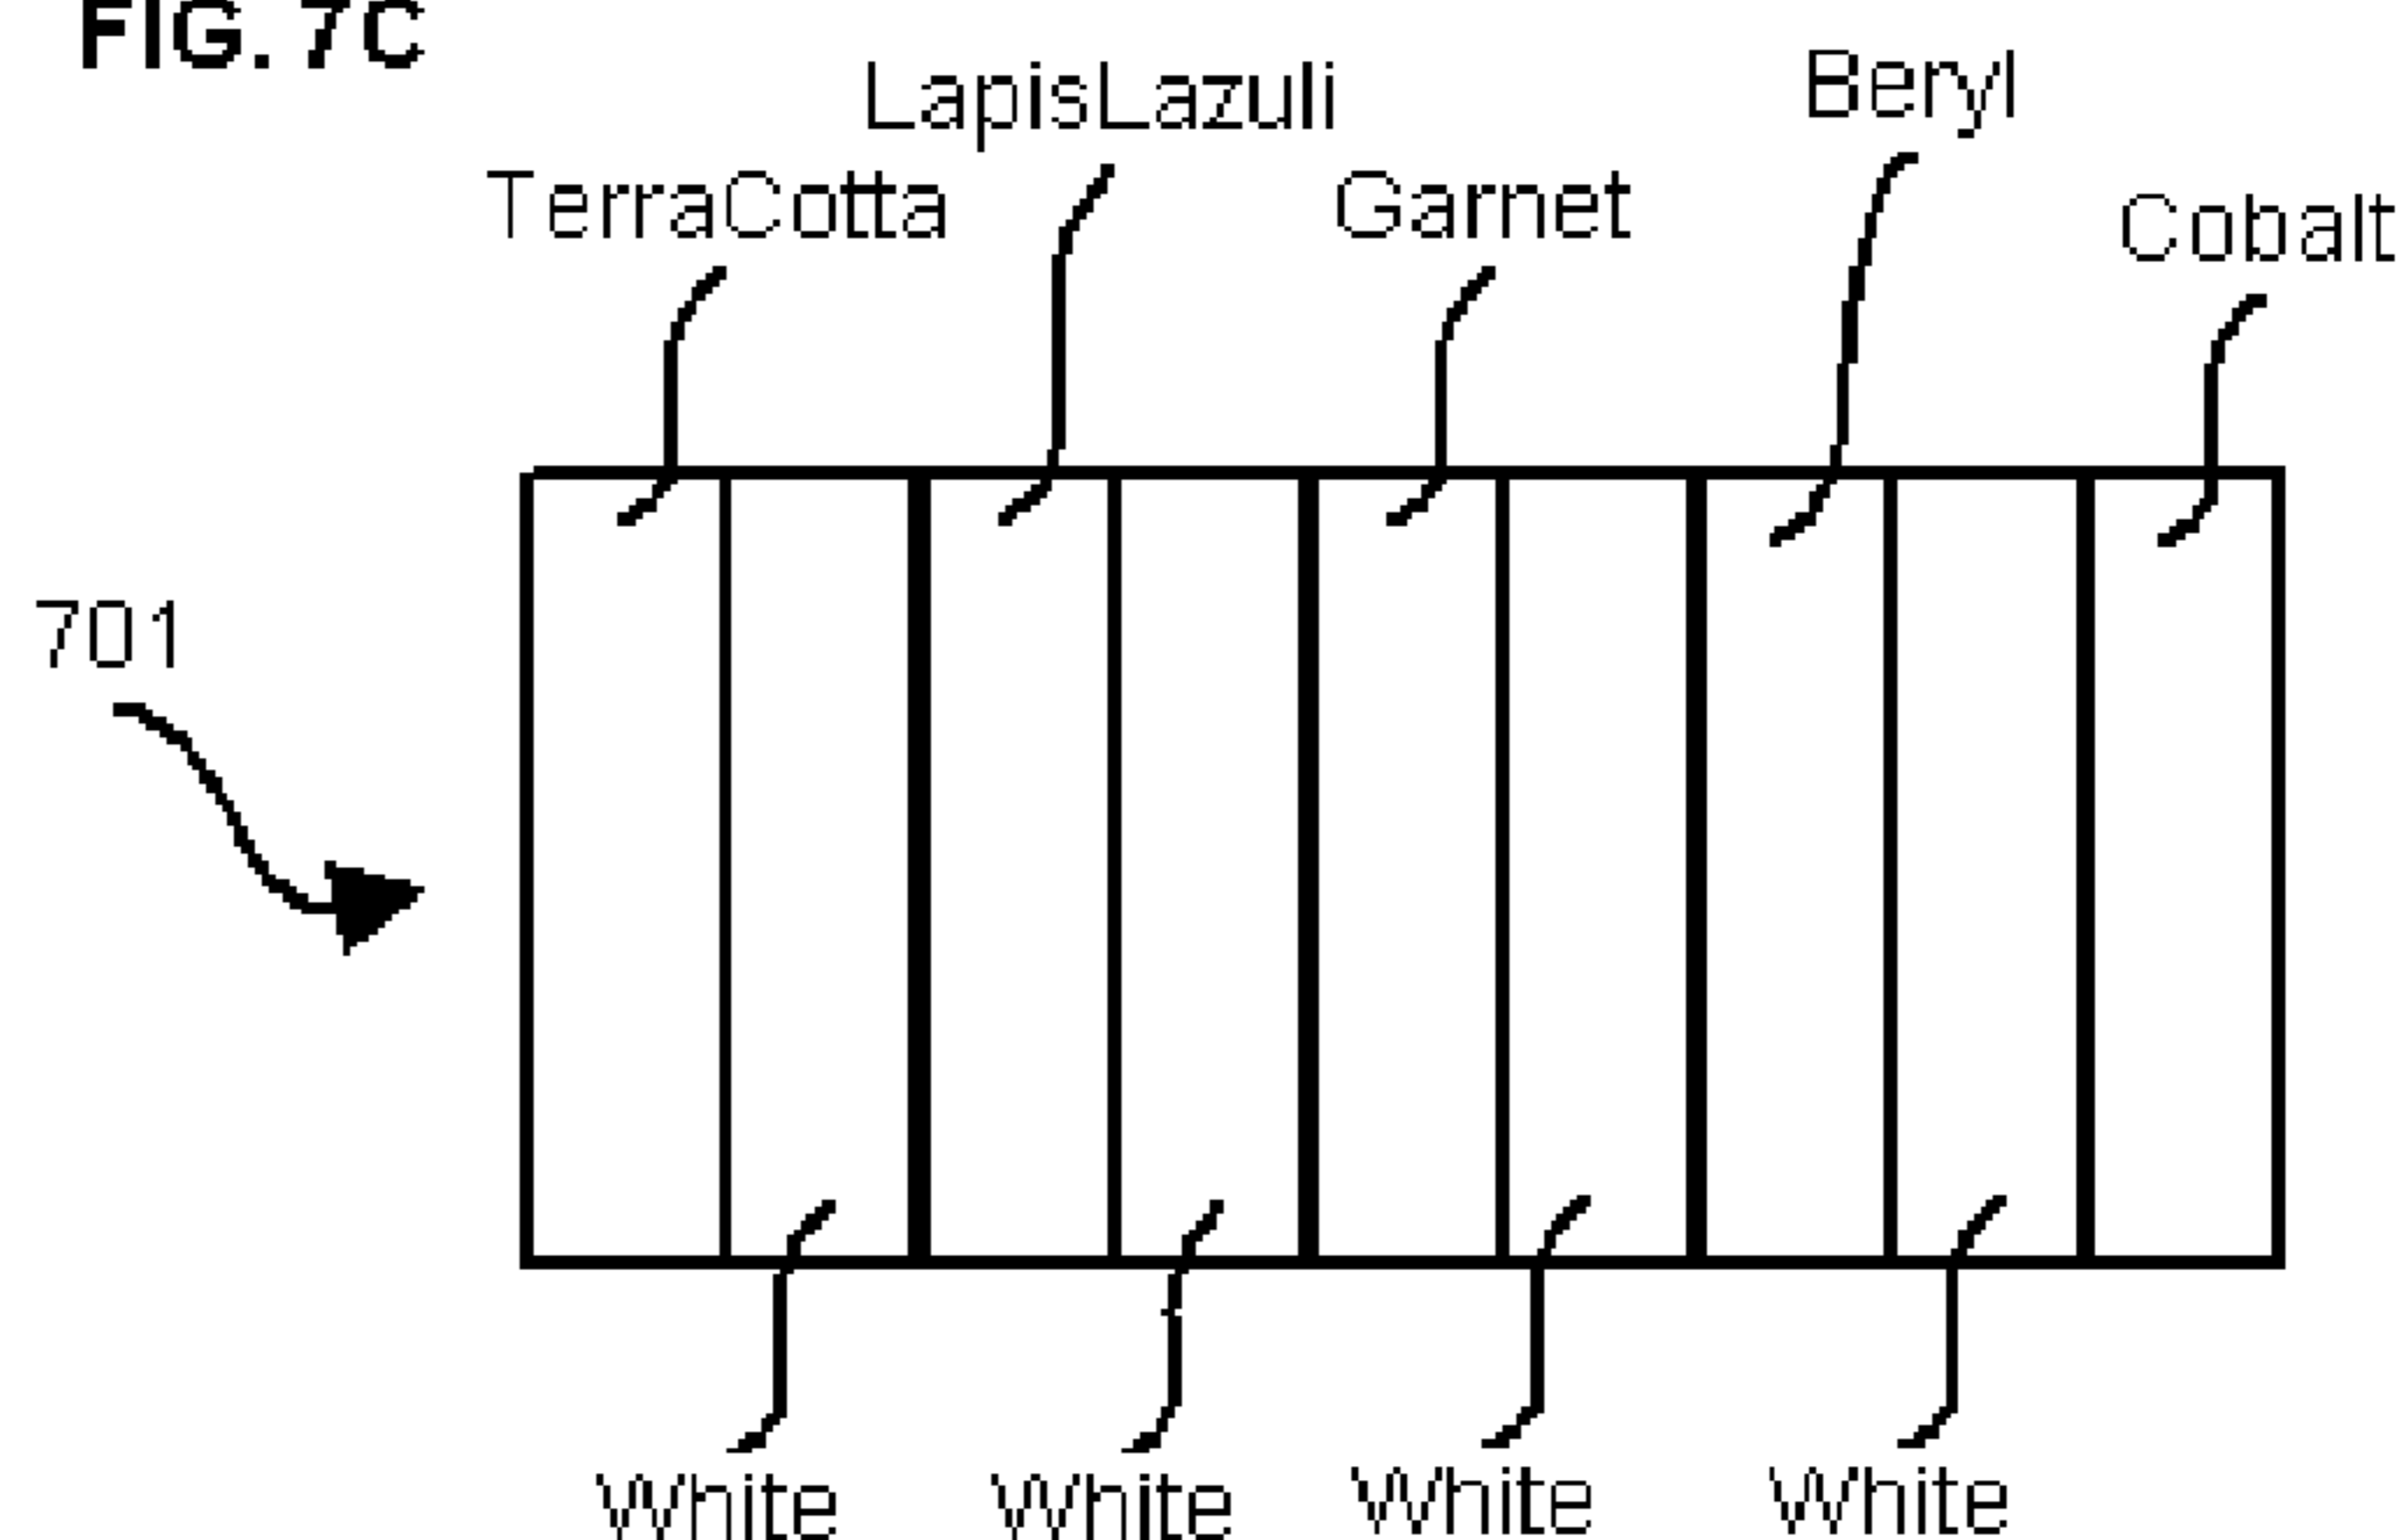 FIG. 7C
LapisLazuli
Beryl
TerraCotta
Garnet
Cobalt
701
White
White
White
White